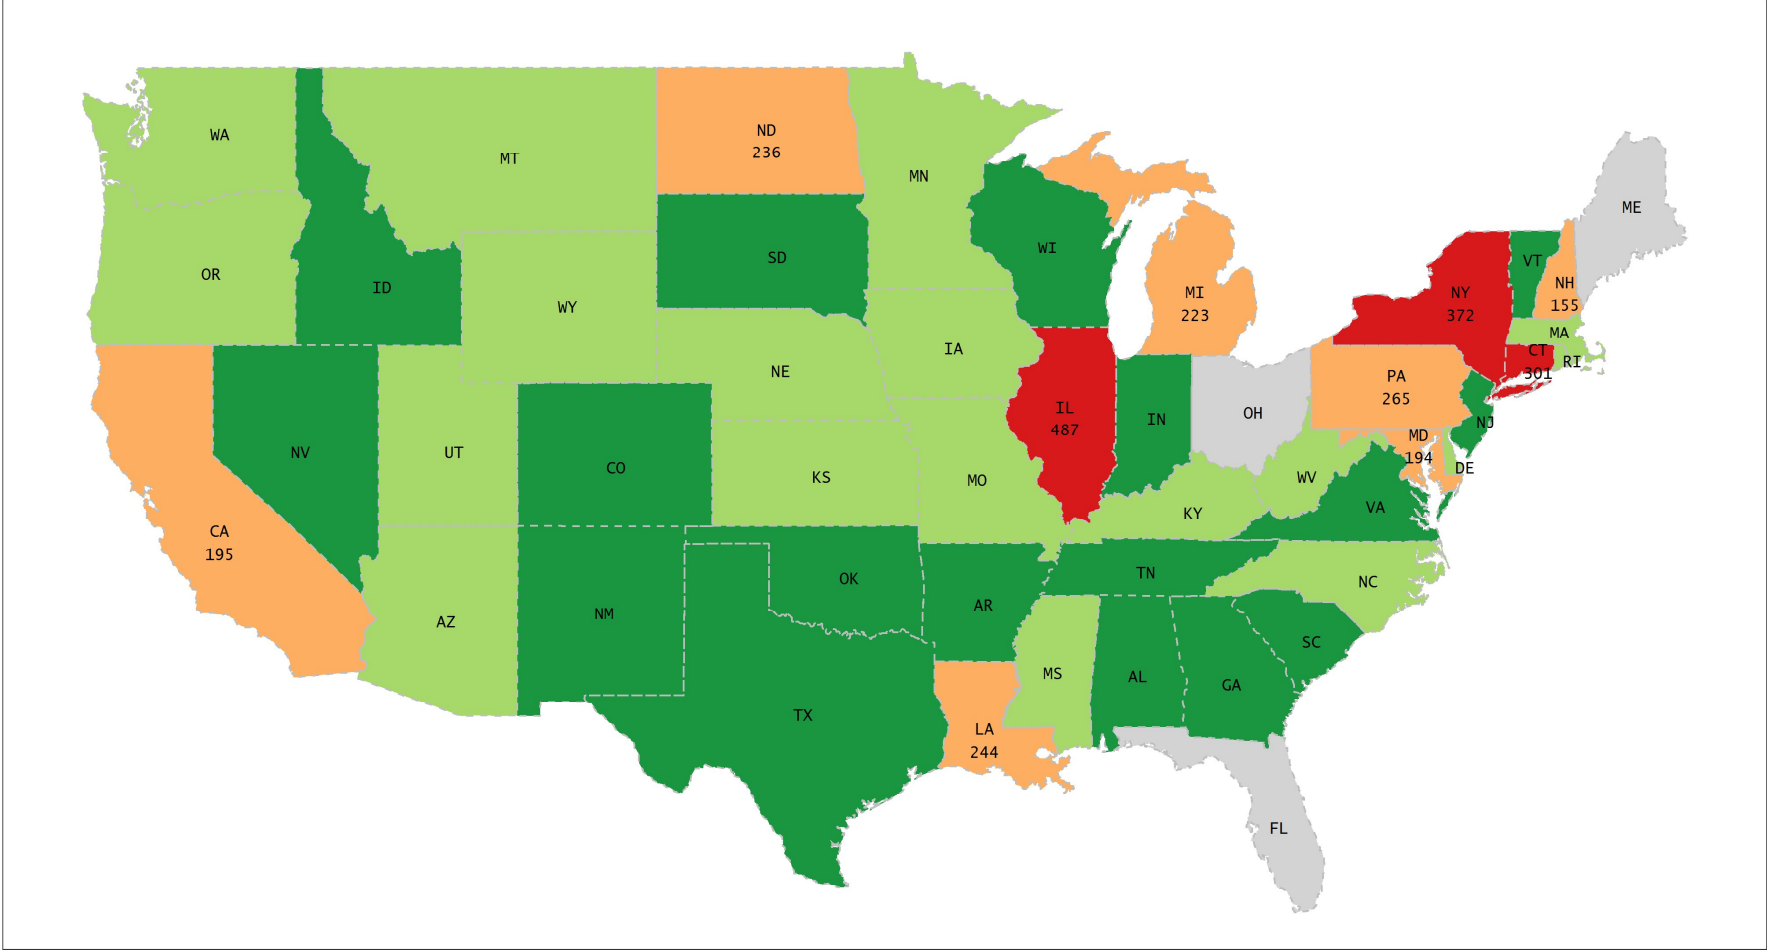 WA
MT
ND
236
MN
ME
OR
ID
WY
SD
WI
MI
223
NY
372
VT
NH
155
MA
CT
301
RI
IA
NE
PA
265
IL
487
IN
OH
NJ
MD
194
DE
NV
UT
CO
KS
MO
WV
KY
VA
CA
195
AZ
NM
OK
AR
TN
NC
SC
MS
AL
GA
TX
LA
244
FL